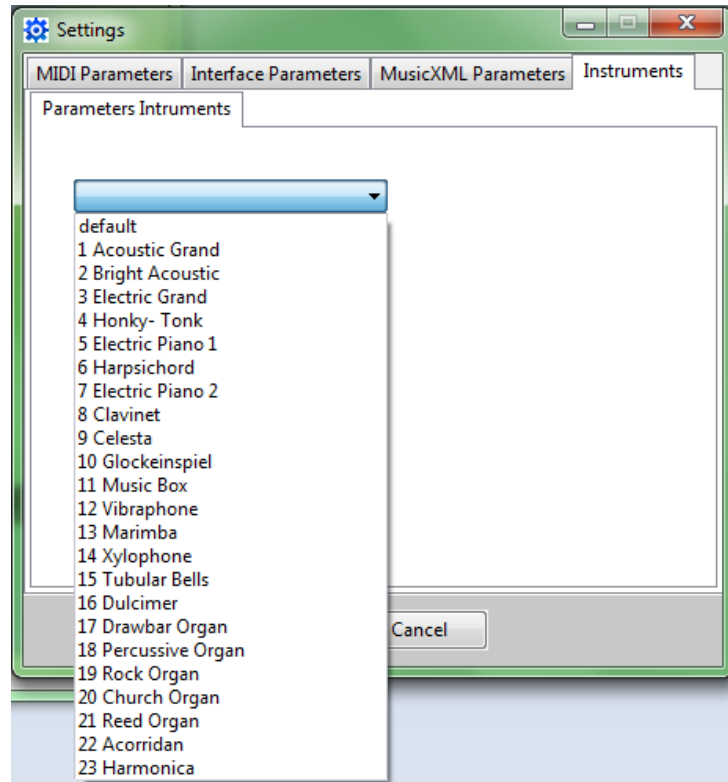 Settings
MIDI Parameters Interface Parameters MusicXML Parameters Instruments
Parameters Intruments
default
1 Acoustic Grand
2 Bright Acoustic
3 Electric Grand
4 Honky- Tonk
5 Electric Piano 1
6 Harpsichord
7 Electric Piano 2
8 Clavinet
9 Celesta
10 Glockeinspiel
11 Music Box
12 Vibraphone
13 Marimba
14 Xylophone
15 Tubular Bells
16 Dulcimer
17 Drawbar Organ
Cancel
18 Percussive Organ
19 Rock Organ
20 Church Organ
21 Reed Organ
22 Acorridan
23 Harmonica